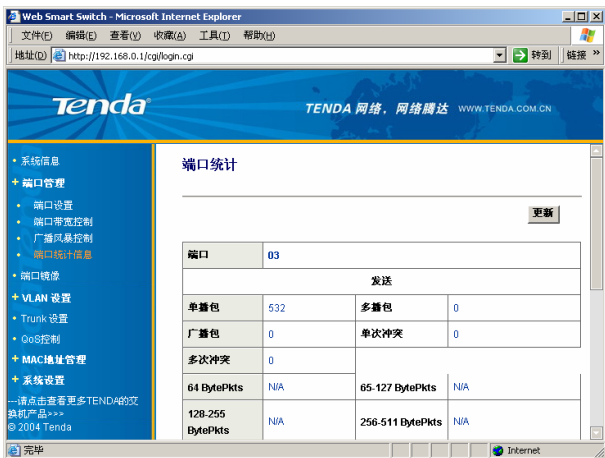 Web Smart Switch - Microsoft Internet Explorer
文件(F) 编辑(E) 查看(V) 收藏(A) 工具(T) 帮助(H)
地址(D) http://192.168.0.1/cgi/login.cgi 转到 链接 »
Tenda®
TENDA 网络，网络腾达 WWW.TENDA.COM.CN
• 系统信息
+ 端口管理
• 端口设置
• 端口带宽控制
• 广播风暴控制
• 端口统计信息
• 端口镜像
+ VLAN 设置
• Trunk 设置
• QoS控制
+ MAC地址管理
+ 系统设置
---请点击查看更多TENDA的交
换机产品>>>
© 2004 Tenda
端口统计
更新
端口 03
发送
单播包 532 多播包 0
广播包 0 单次冲突 0
多次冲突 0
64 BytePkts N/A 65-127 BytePkts N/A
128-255
BytePkts N/A 256-511 BytePkts N/A
完毕 Internet